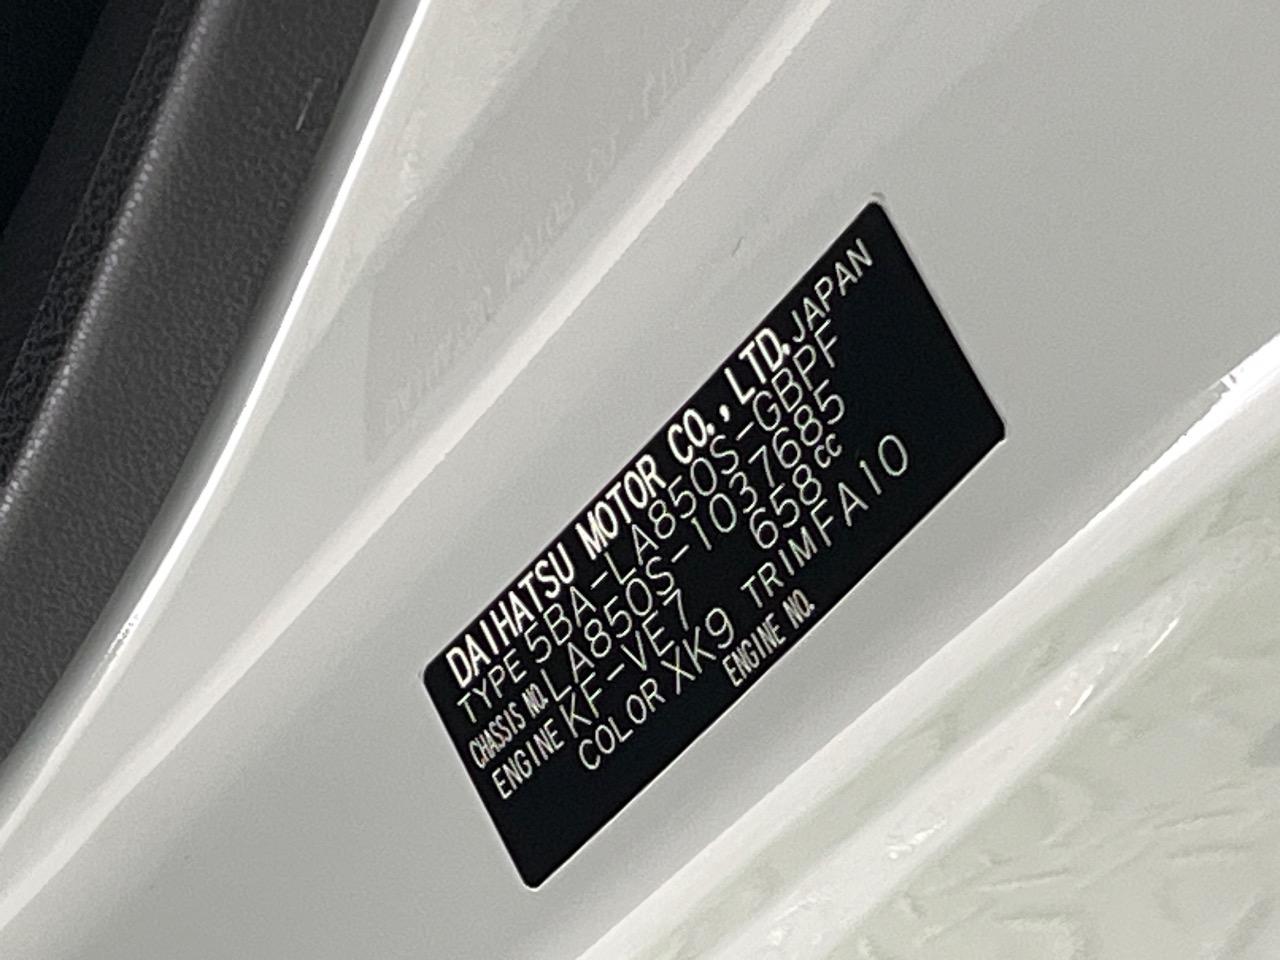 DAIHATSU MOTOR CO., LTD. JAPAN
TYPE 5BA-LA850S-GBPF
CHASSIS NO. LA850S-1037685
ENGINE KF-VE7 658cc
COLOR XK9 TRIM FA10
ENGINE NO.